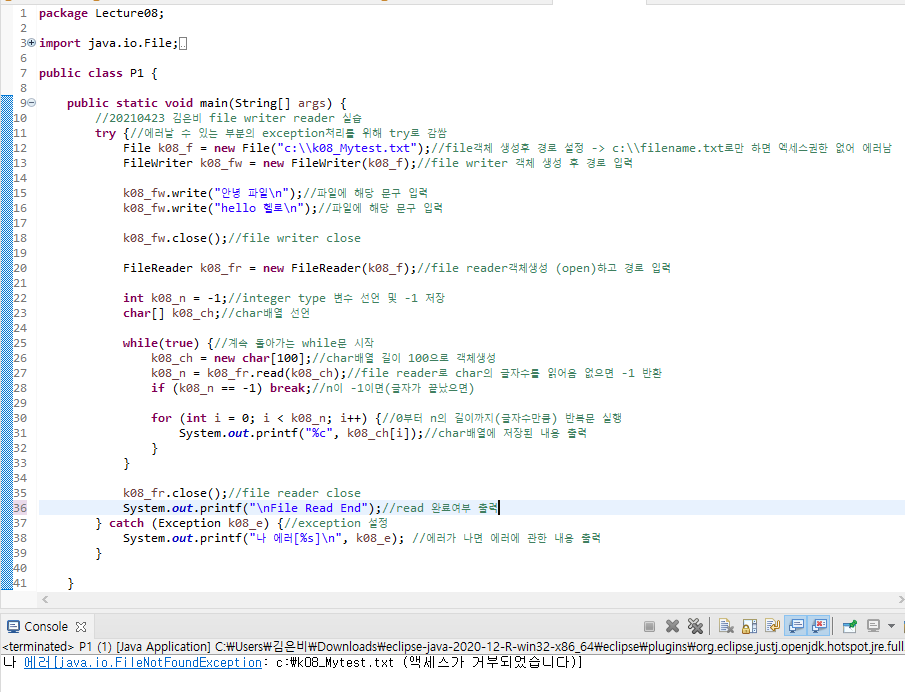 1 package Lecture08;
2
3 import java.io.File;
6
7 public class P1 {
8
9 public static void main(String[] args) {
10 //20210423 김은비 file writer reader 실습
11 try {//에러날 수 있는 부분의 exception처리를 위해 try로 감쌈
12 File k08_f = new File("c:\\k08_Mytest.txt");//file객체 생성후 경로 설정 -> c:\\filename.txt로만 하면 엑세스권한 없어 에러남
13 FileWriter k08_fw = new FileWriter(k08_f);//file writer 객체 생성 후 경로 입력
14
15 k08_fw.write("안녕 파일\n");//파일에 해당 문구 입력
16 k08_fw.write("hello 헬로\n");//파일에 해당 문구 입력
17
18 k08_fw.close();//file writer close
19
20 FileReader k08_fr = new FileReader(k08_f);//file reader객체생성 (open)하고 경로 입력
21
22 int k08_n = -1;//integer type 변수 선언 및 -1 저장
23 char[] k08_ch;//char배열 선언
24
25 while(true) {//계속 돌아가는 while문 시작
26 k08_ch = new char[100];//char배열 길이 100으로 객체생성
27 k08_n = k08_fr.read(k08_ch);//file reader로 char의 글자수를 읽어옴 없으면 -1 반환
28 if (k08_n == -1) break;//n이 -1이면(글자가 끝났으면)
29
30 for (int i = 0; i < k08_n; i++) {//0부터 n의 길이까지(글자수만큼) 반복문 실행
31 System.out.printf("%c", k08_ch[i]);//char배열에 저장된 내용 출력
32 }
33 }
34
35 k08_fr.close();//file reader close
36 System.out.printf("\nFile Read End");//read 완료여부 출력
37 } catch (Exception k08_e) {//exception 설정
38 System.out.printf("나 에러[%s]\n", k08_e); //에러가 나면 에러에 관한 내용 출력
39 }
40
41 }
Console
<terminated> P1 (1) [Java Application] C:₩Users₩김은비₩Downloads₩eclipse-java-2020-12-R-win32-x86_64₩eclipse₩plugins₩org.eclipse.justj.openjdk.hotspot.jre.full
나 에러[java.io.FileNotFoundException: c:₩k08_Mytest.txt (액세스가 거부되었습니다)]